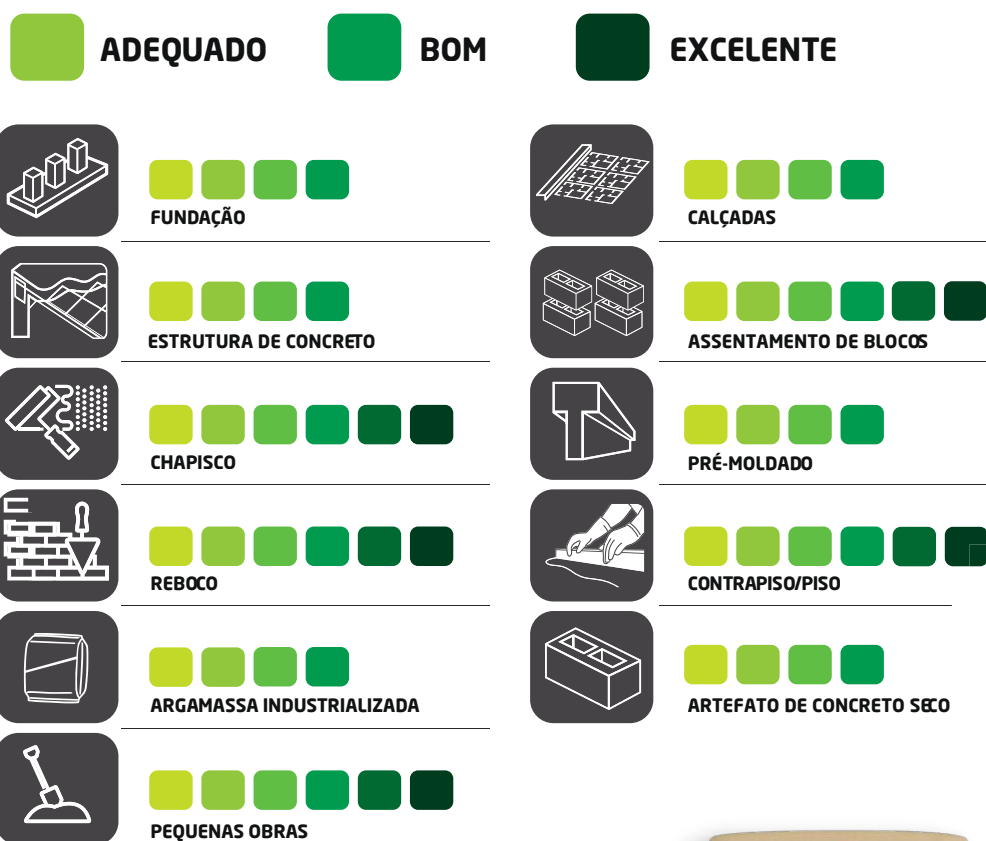 ADEQUADO
BOM
EXCELENTE
FUNDAÇÃO
ESTRUTURA DE CONCRETO
CHAPISCO
REBOCO
ARGAMASSA INDUSTRIALIZADA
PEQUENAS OBRAS
CALÇADAS
ASSENTAMENTO DE BLOCOS
PRÉ-MOLDADO
CONTRAPISO/PISO
ARTEFATO DE CONCRETO SECO